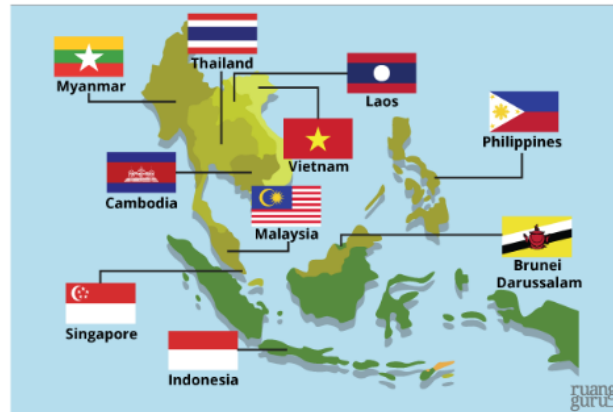 Thailand
Myanmar
Laos
Vietnam
Philippines
Cambodia
Malaysia
Brunei
Darussalam
Singapore
Indonesia
ruang
guru